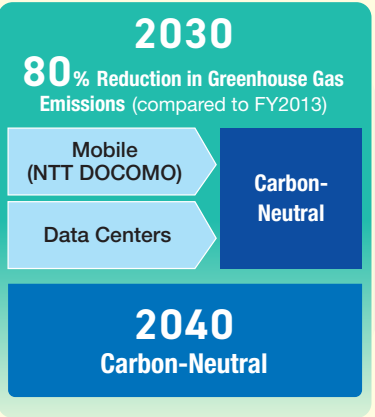 2030
80% Reduction in Greenhouse Gas
Emissions (compared to FY2013)
Mobile
(NTT DOCOMO)
Data Centers
Carbon-
Neutral
2040
Carbon-Neutral